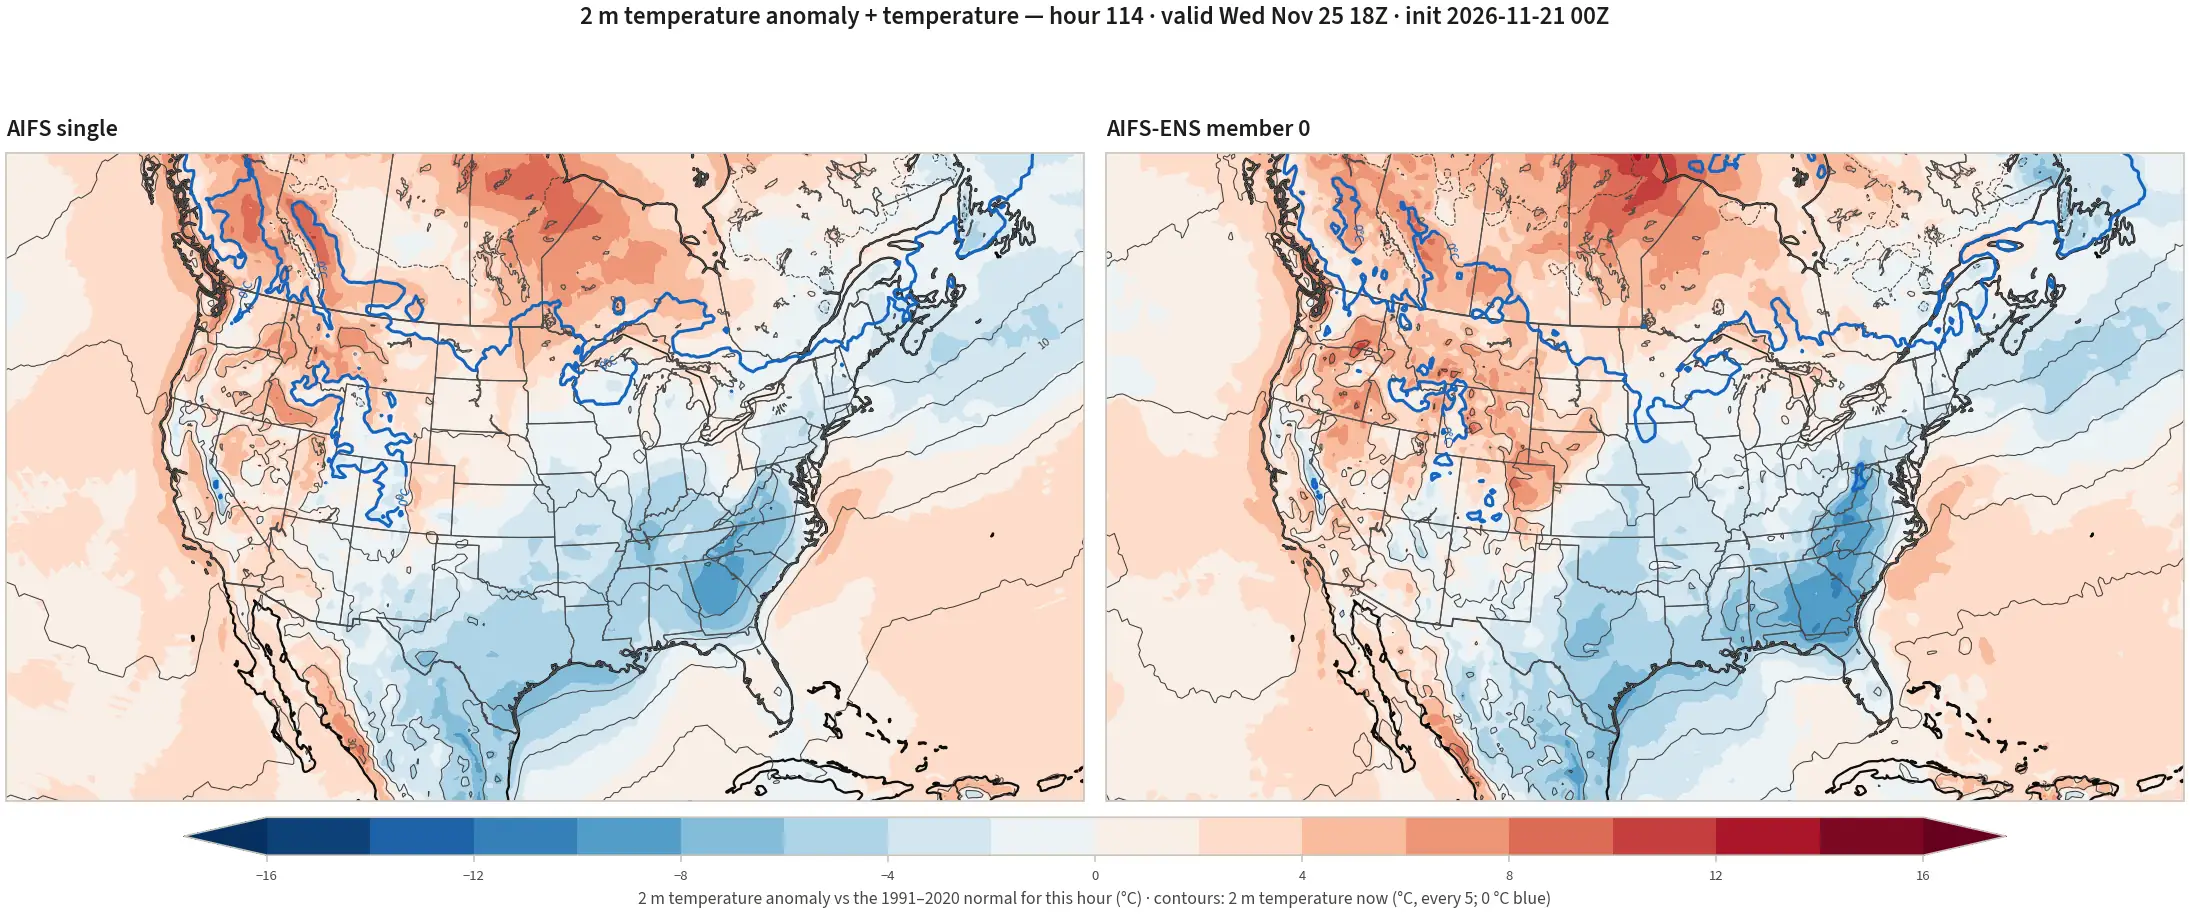 2 m temperature anomaly + temperature — hour 114 · valid Wed Nov 25 18Z · init 2026-11-21 00Z
AIFS single
AIFS-ENS member 0
−16 −12 −8 −4 0 4 8 12 16
2 m temperature anomaly vs the 1991–2020 normal for this hour (°C) · contours: 2 m temperature now (°C, every 5; 0 °C blue)